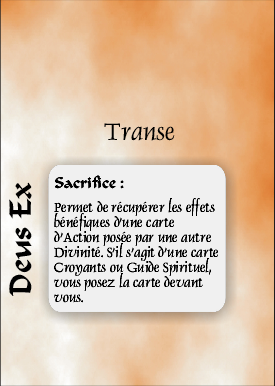 Transe
Deus Ex
Sacrifice :
Permet de récupérer les effets
bénéfiques d'une carte
d'Action posée par une autre
Divinité. S'il s'agit d'une carte
Croyants ou Guide Spirituel,
vous posez la carte devant
vous.